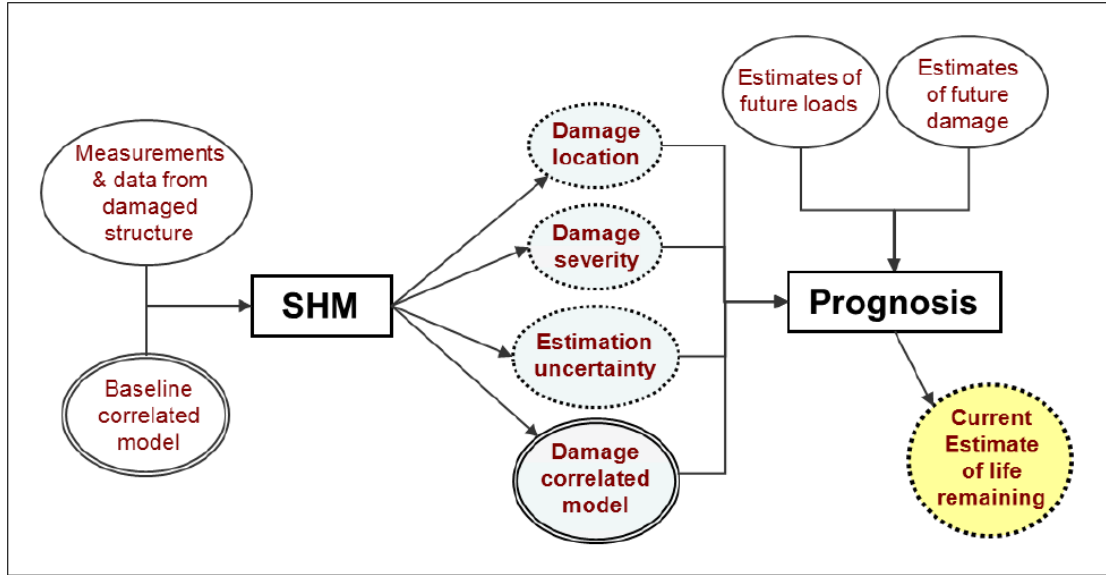 Measurements
& data from
damaged
structure
Baseline
correlated
model
SHM
Damage
location
Damage
severity
Estimation
uncertainty
Damage
correlated
model
Estimates of
future loads
Estimates
of future
damage
Prognosis
Current
Estimate
of life
remaining